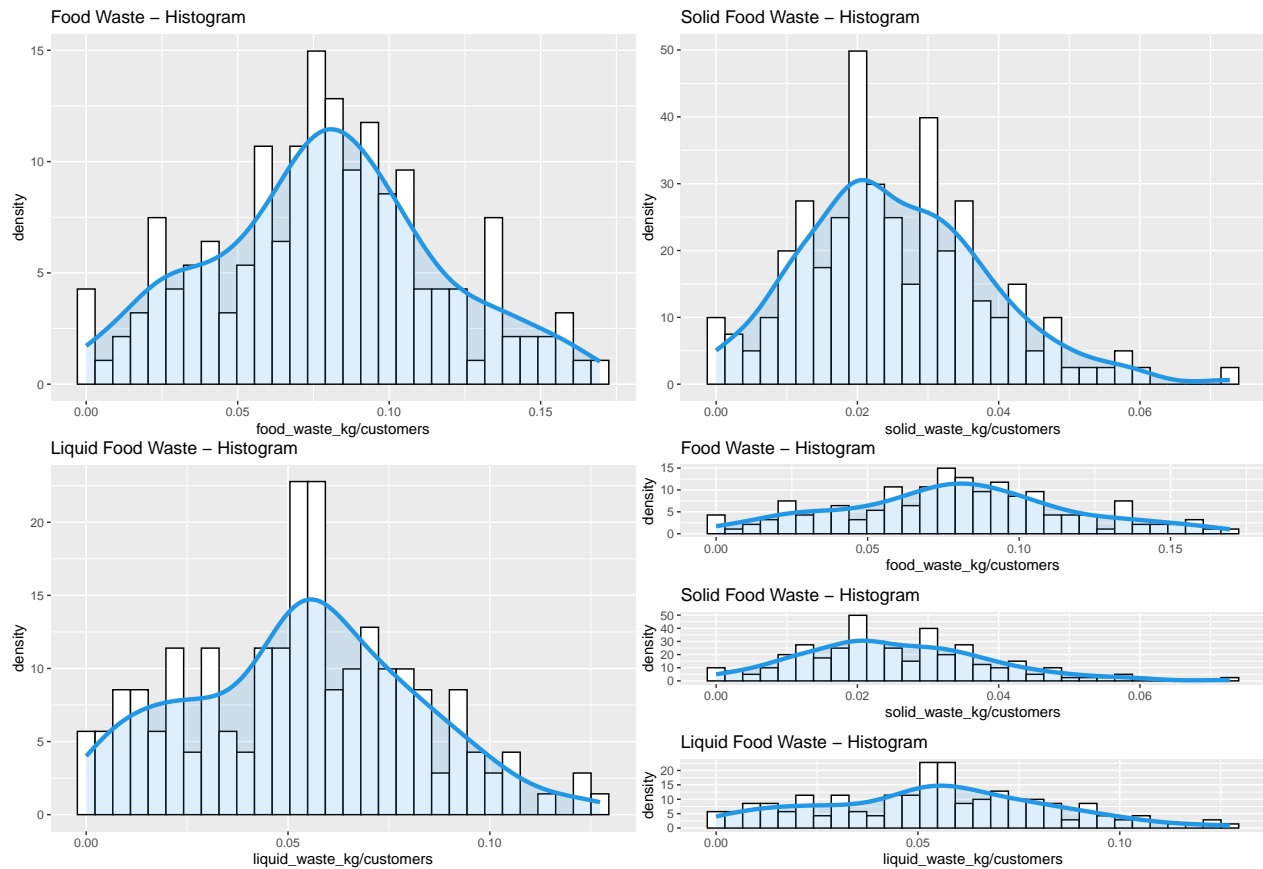 Food Waste − Histogram
15
10
5
0
density
0.00 0.05 0.10 0.15
food_waste_kg/customers
Solid Food Waste − Histogram
50
40
30
20
10
0
density
0.00 0.02 0.04 0.06
solid_waste_kg/customers
Liquid Food Waste − Histogram
20
15
10
5
0
density
0.00 0.05 0.10
liquid_waste_kg/customers
Food Waste − Histogram
15
10
5
0
density
0.00 0.05 0.10 0.15
food_waste_kg/customers
Solid Food Waste − Histogram
50
40
30
20
10
0
density
0.00 0.02 0.04 0.06
solid_waste_kg/customers
Liquid Food Waste − Histogram
20
15
10
5
0
density
0.00 0.05 0.10
liquid_waste_kg/customers